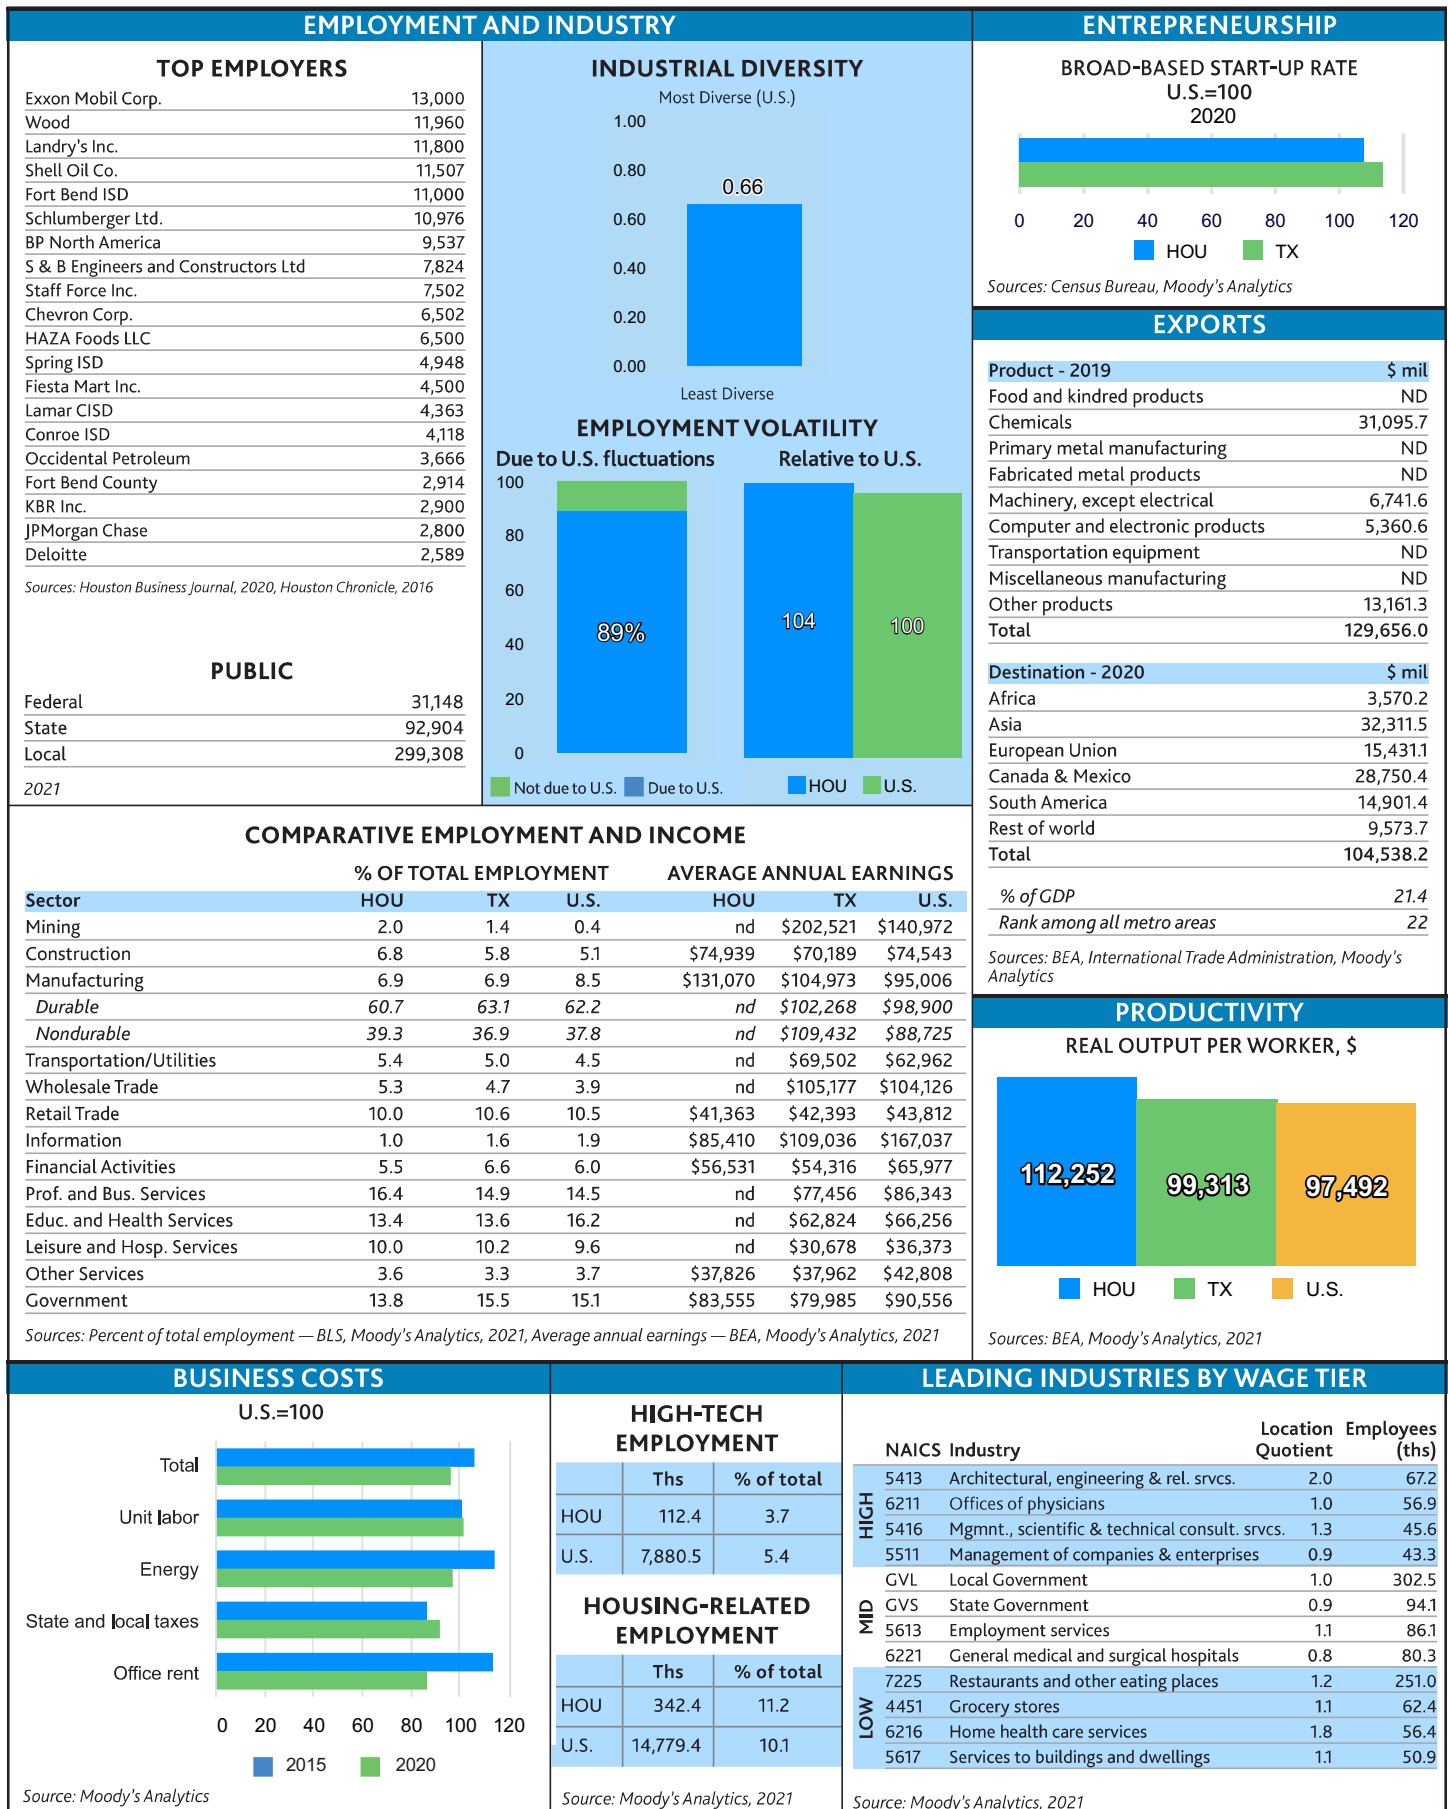 EMPLOYMENT AND INDUSTRY
TOP EMPLOYERS
Exxon Mobil Corp. 13,000
Wood 11,960
Landry's Inc. 11,800
Shell Oil Co. 11,507
Fort Bend ISD 11,000
Schlumberger Ltd. 10,976
BP North America 9,537
S & B Engineers and Constructors Ltd 7,824
Staff Force Inc. 7,502
Chevron Corp. 6,502
HAZA Foods LLC 6,500
Spring ISD 4,948
Fiesta Mart Inc. 4,500
Lamar CISD 4,363
Conroe ISD 4,118
Occidental Petroleum 3,666
Fort Bend County 2,914
KBR Inc. 2,900
JPMorgan Chase 2,800
Deloitte 2,589
Sources: Houston Business Journal, 2020, Houston Chronicle, 2016
PUBLIC
Federal 31,148
State 92,904
Local 299,308
2021
INDUSTRIAL DIVERSITY
Most Diverse (U.S.)
1.00
0.80
0.66
0.60
0.40
0.20
0.00
Least Diverse
EMPLOYMENT VOLATILITY
Due to U.S. fluctuations
100
80
60
89%
40
20
0
Not due to U.S. Due to U.S.
Relative to U.S.
104 100
HOU U.S.
ENTREPRENEURSHIP
BROAD-BASED START-UP RATE
U.S.=100
2020
0 20 40 60 80 100 120
HOU TX
Sources: Census Bureau, Moody's Analytics
EXPORTS
Product - 2019 $ mil
Food and kindred products ND
Chemicals 31,095.7
Primary metal manufacturing ND
Fabricated metal products ND
Machinery, except electrical 6,741.6
Computer and electronic products 5,360.6
Transportation equipment ND
Miscellaneous manufacturing ND
Other products 13,161.3
Total 129,656.0
Destination - 2020 $ mil
Africa 3,570.2
Asia 32,311.5
European Union 15,431.1
Canada & Mexico 28,750.4
South America 14,901.4
Rest of world 9,573.7
Total 104,538.2
% of GDP 21.4
Rank among all metro areas 22
Sources: BEA, International Trade Administration, Moody's
Analytics
COMPARATIVE EMPLOYMENT AND INCOME
% OF TOTAL EMPLOYMENT AVERAGE ANNUAL EARNINGS
Sector HOU TX U.S. HOU TX U.S.
Mining 2.0 1.4 0.4 nd $202,521 $140,972
Construction 6.8 5.8 5.1 $74,939 $70,189 $74,543
Manufacturing 6.9 6.9 8.5 $131,070 $104,973 $95,006
Durable 60.7 63.1 62.2 nd $102,268 $98,900
Nondurable 39.3 36.9 37.8 nd $109,432 $88,725
Transportation/Utilities 5.4 5.0 4.5 nd $69,502 $62,962
Wholesale Trade 5.3 4.7 3.9 nd $105,177 $104,126
Retail Trade 10.0 10.6 10.5 $41,363 $42,393 $43,812
Information 1.0 1.6 1.9 $85,410 $109,036 $167,037
Financial Activities 5.5 6.6 6.0 $56,531 $54,316 $65,977
Prof. and Bus. Services 16.4 14.9 14.5 nd $77,456 $86,343
Educ. and Health Services 13.4 13.6 16.2 nd $62,824 $66,256
Leisure and Hosp. Services 10.0 10.2 9.6 nd $30,678 $36,373
Other Services 3.6 3.3 3.7 $37,826 $37,962 $42,808
Government 13.8 15.5 15.1 $83,555 $79,985 $90,556
Sources: Percent of total employment — BLS, Moody's Analytics, 2021, Average annual earnings — BEA, Moody's Analytics, 2021
PRODUCTIVITY
REAL OUTPUT PER WORKER, $
112,252 99,313 97,492
HOU TX U.S.
Sources: BEA, Moody's Analytics, 2021
BUSINESS COSTS
U.S.=100
Total
Unit labor
Energy
State and local taxes
Office rent
0 20 40 60 80 100 120
2015 2020
Source: Moody's Analytics
HIGH-TECH
EMPLOYMENT
Ths % of total
HOU 112.4 3.7
U.S. 7,880.5 5.4
HOUSING-RELATED
EMPLOYMENT
Ths % of total
HOU 342.4 11.2
U.S. 14,779.4 10.1
Source: Moody's Analytics, 2021
LEADING INDUSTRIES BY WAGE TIER
Location Employees
NAICS Industry Quotient (ths)
HIGH
5413 Architectural, engineering & rel. srvcs. 2.0 67.2
6211 Offices of physicians 1.0 56.9
5416 Mgmnt., scientific & technical consult. srvcs. 1.3 45.6
5511 Management of companies & enterprises 0.9 43.3
MID
GVL Local Government 1.0 302.5
GVS State Government 0.9 94.1
5613 Employment services 1.1 86.1
6221 General medical and surgical hospitals 0.8 80.3
LOW
7225 Restaurants and other eating places 1.2 251.0
4451 Grocery stores 1.1 62.4
6216 Home health care services 1.8 56.4
5617 Services to buildings and dwellings 1.1 50.9
Source: Moody's Analytics, 2021